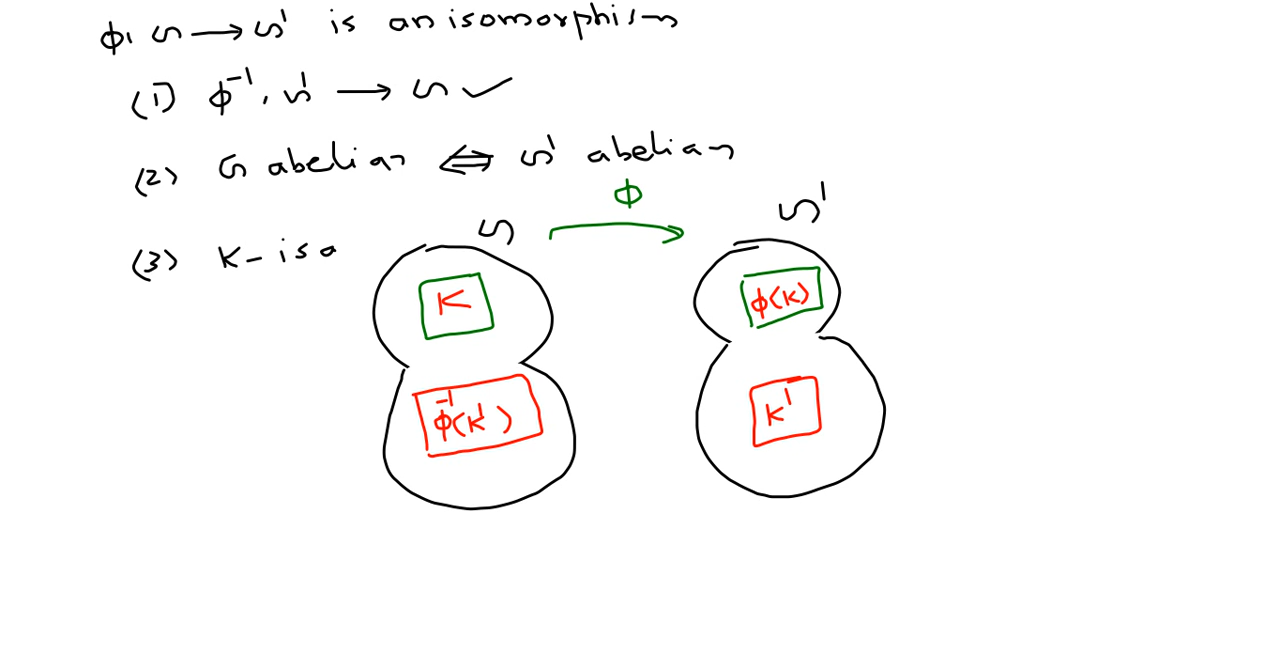 ϕ: G → G' is an isomorphism
(1) ϕ⁻¹: G' → G ✓
(2) G abelian ⇔ G' abelian
ϕ
G G'
(3) K - is a
K ϕ(K)
ϕ⁻¹(K') K'